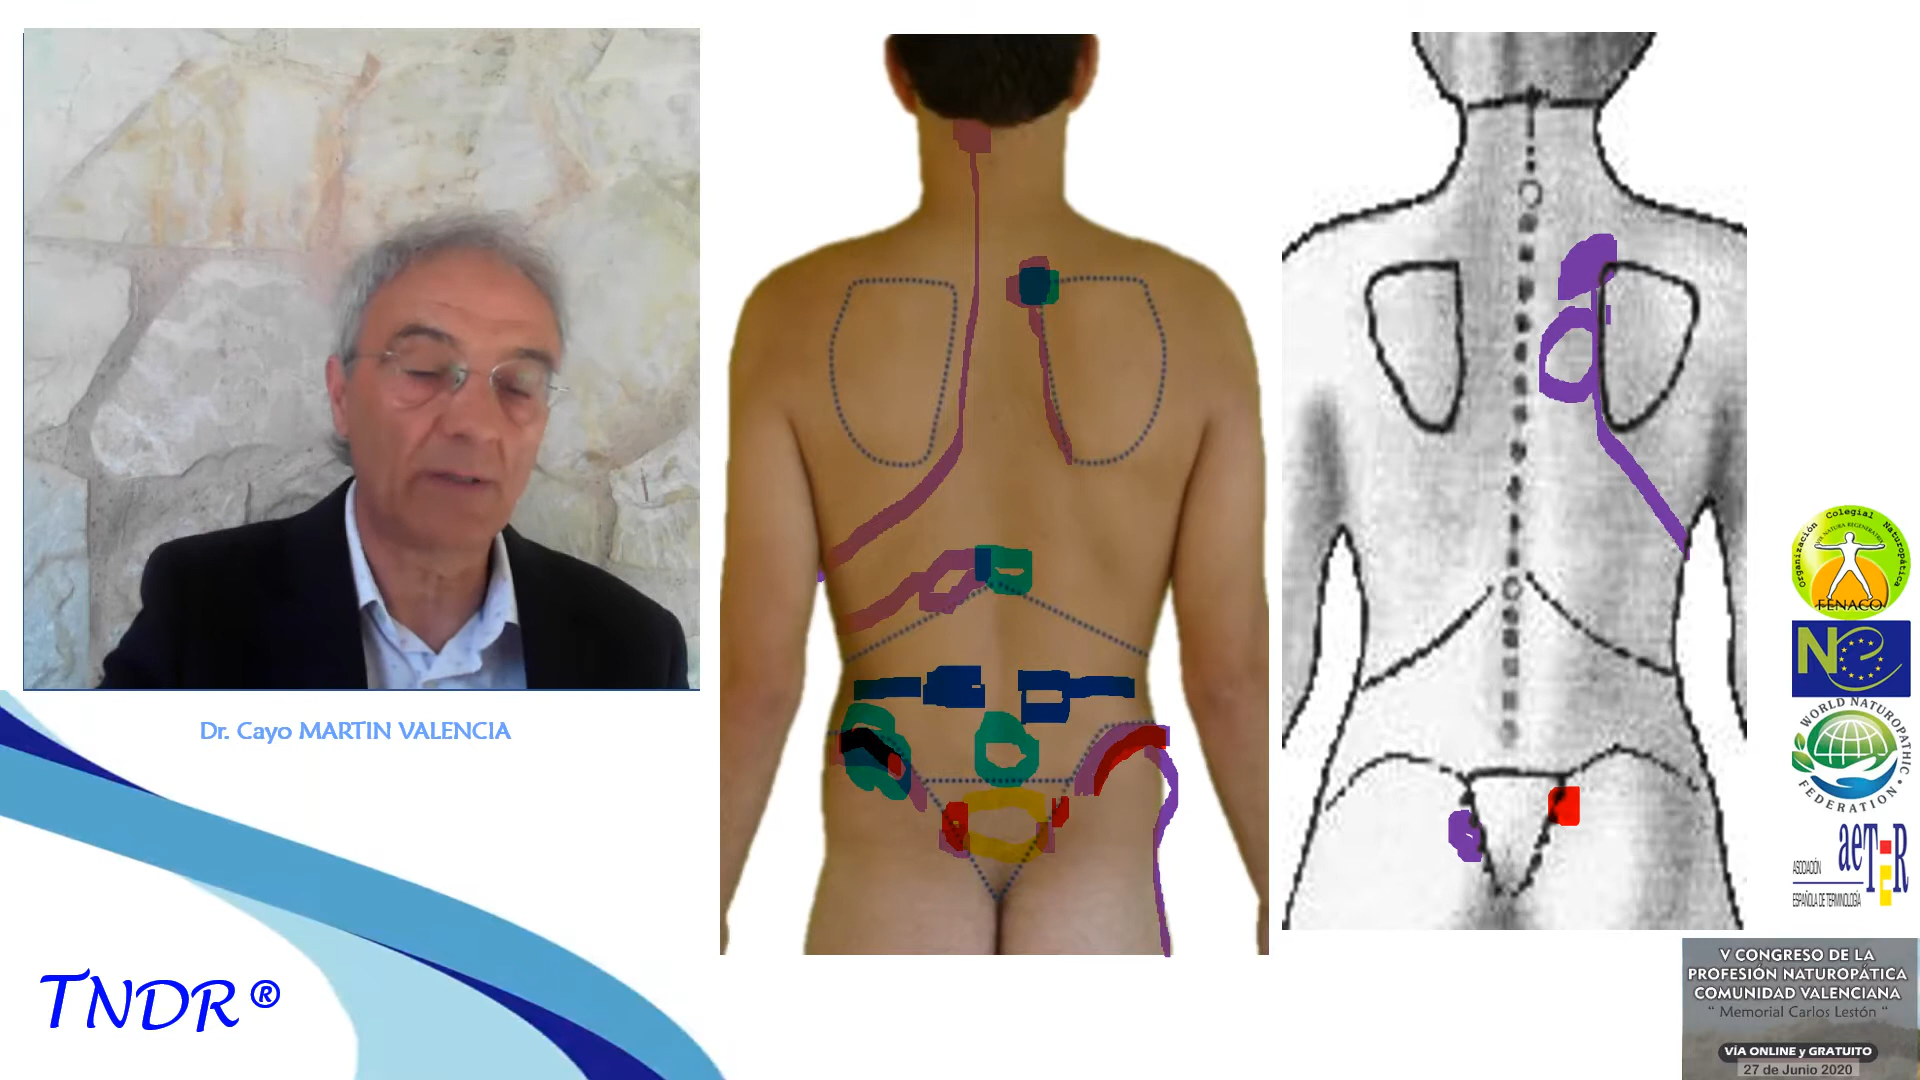 Dr. Cayo MARTIN VALENCIA
TNDR ®
Organización Colegial Naturopática
FENACO
Ne
WORLD NATUROPATHIC
FEDERATION
aeTER
ASOCIACIÓN
ESPAÑOLA DE TERMINOLOGÍA
V CONGRESO DE LA
PROFESIÓN NATUROPÁTICA
COMUNIDAD VALENCIANA
“ Memorial Carlos Lestón “
VÍA ONLINE y GRATUITO
27 de Junio 2020